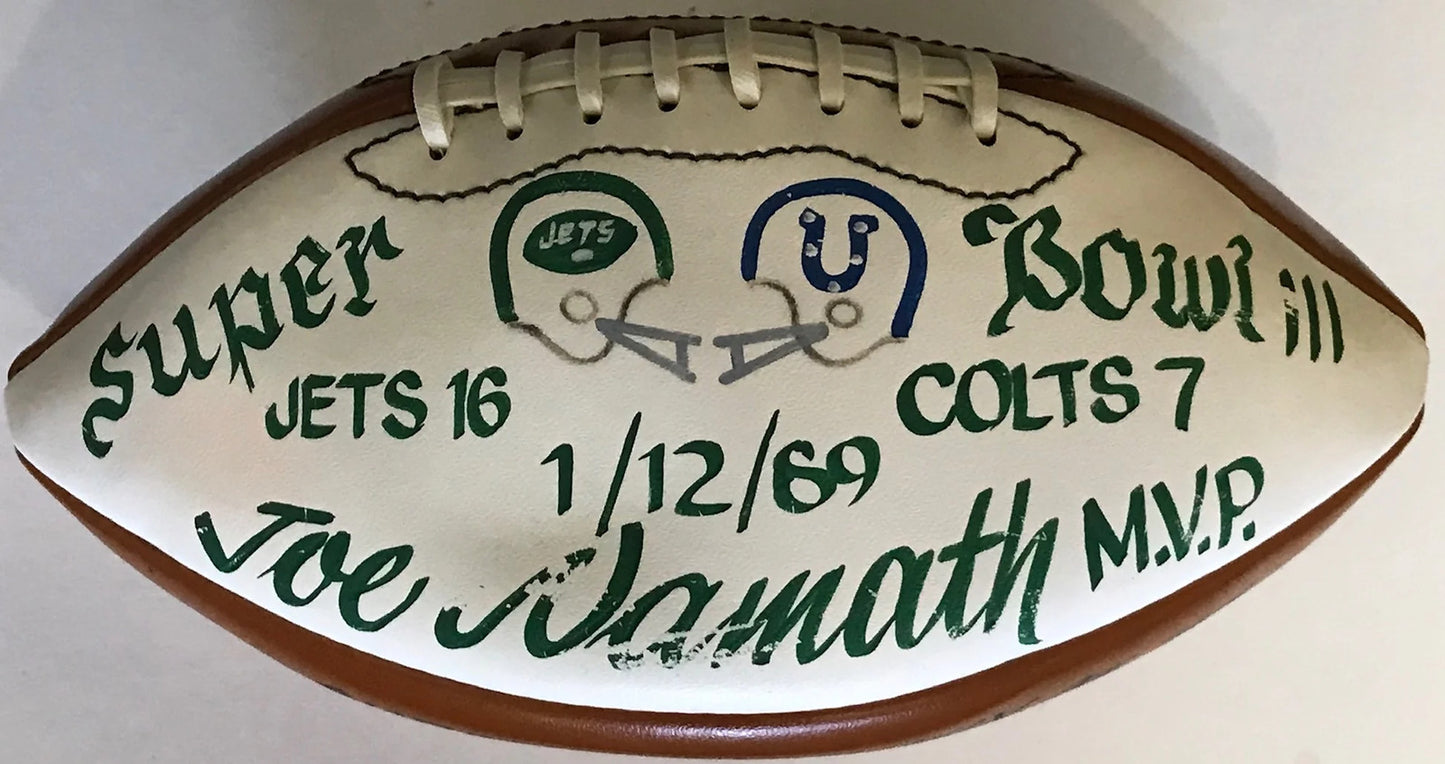 Super Bowl III
JETS
U
JETS 16 COLTS 7
1/12/69
Joe Namath M.V.P.